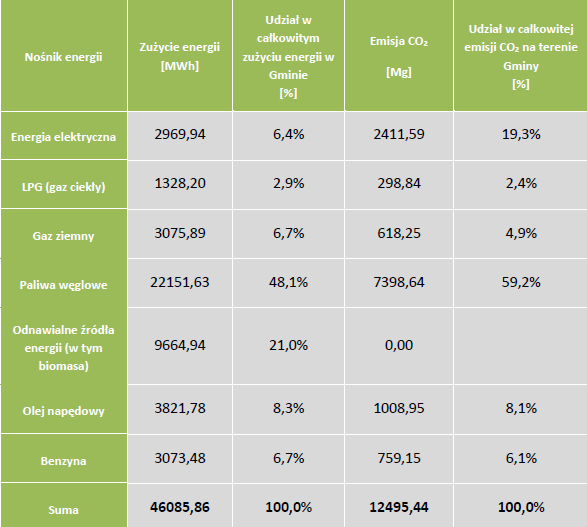 Nośnik energii
Zużycie energii
[MWh]
Udział w
całkowitym
zużyciu energii w
Gminie
[%]
Emisja CO₂
[Mg]
Udział w całkowitej
emisji CO₂ na terenie
Gminy
[%]
Energia elektryczna 2969,94 6,4% 2411,59 19,3%
LPG (gaz ciekły) 1328,20 2,9% 298,84 2,4%
Gaz ziemny 3075,89 6,7% 618,25 4,9%
Paliwa węglowe 22151,63 48,1% 7398,64 59,2%
Odnawialne źródła
energii (w tym
biomasa)
9664,94 21,0% 0,00
Olej napędowy 3821,78 8,3% 1008,95 8,1%
Benzyna 3073,48 6,7% 759,15 6,1%
Suma 46085,86 100,0% 12495,44 100,0%